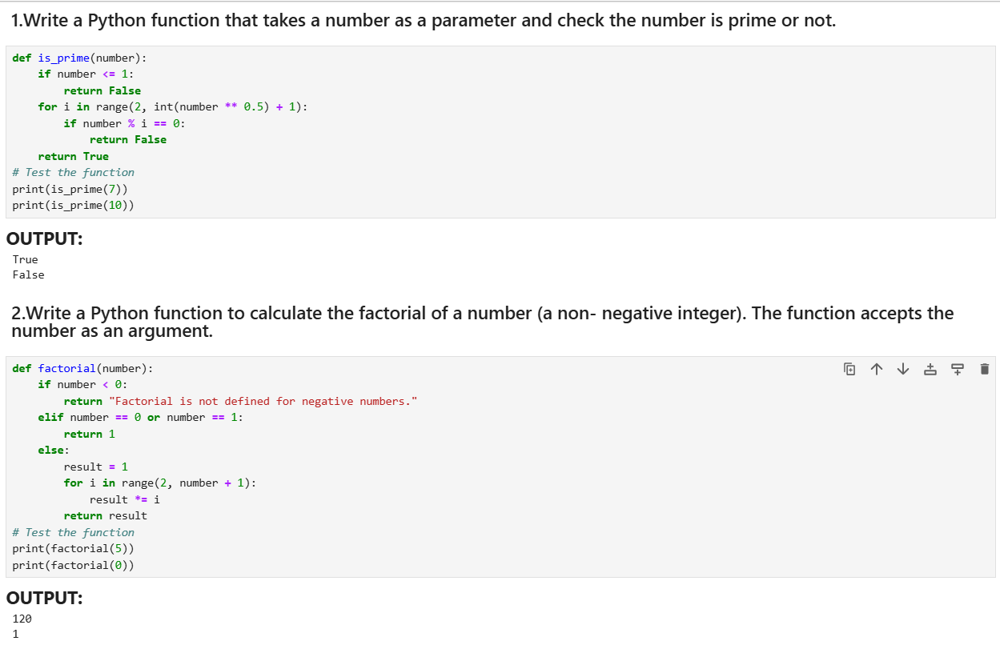 1.Write a Python function that takes a number as a parameter and check the number is prime or not.
def is_prime(number):
    if number <= 1:
        return False
    for i in range(2, int(number ** 0.5) + 1):
        if number % i == 0:
            return False
    return True
# Test the function
print(is_prime(7))
print(is_prime(10))
OUTPUT:
True
False
2.Write a Python function to calculate the factorial of a number (a non- negative integer). The function accepts the
number as an argument.
def factorial(number):
    if number < 0:
        return "Factorial is not defined for negative numbers."
    elif number == 0 or number == 1:
        return 1
    else:
        result = 1
        for i in range(2, number + 1):
            result *= i
        return result
# Test the function
print(factorial(5))
print(factorial(0))
OUTPUT:
120
1